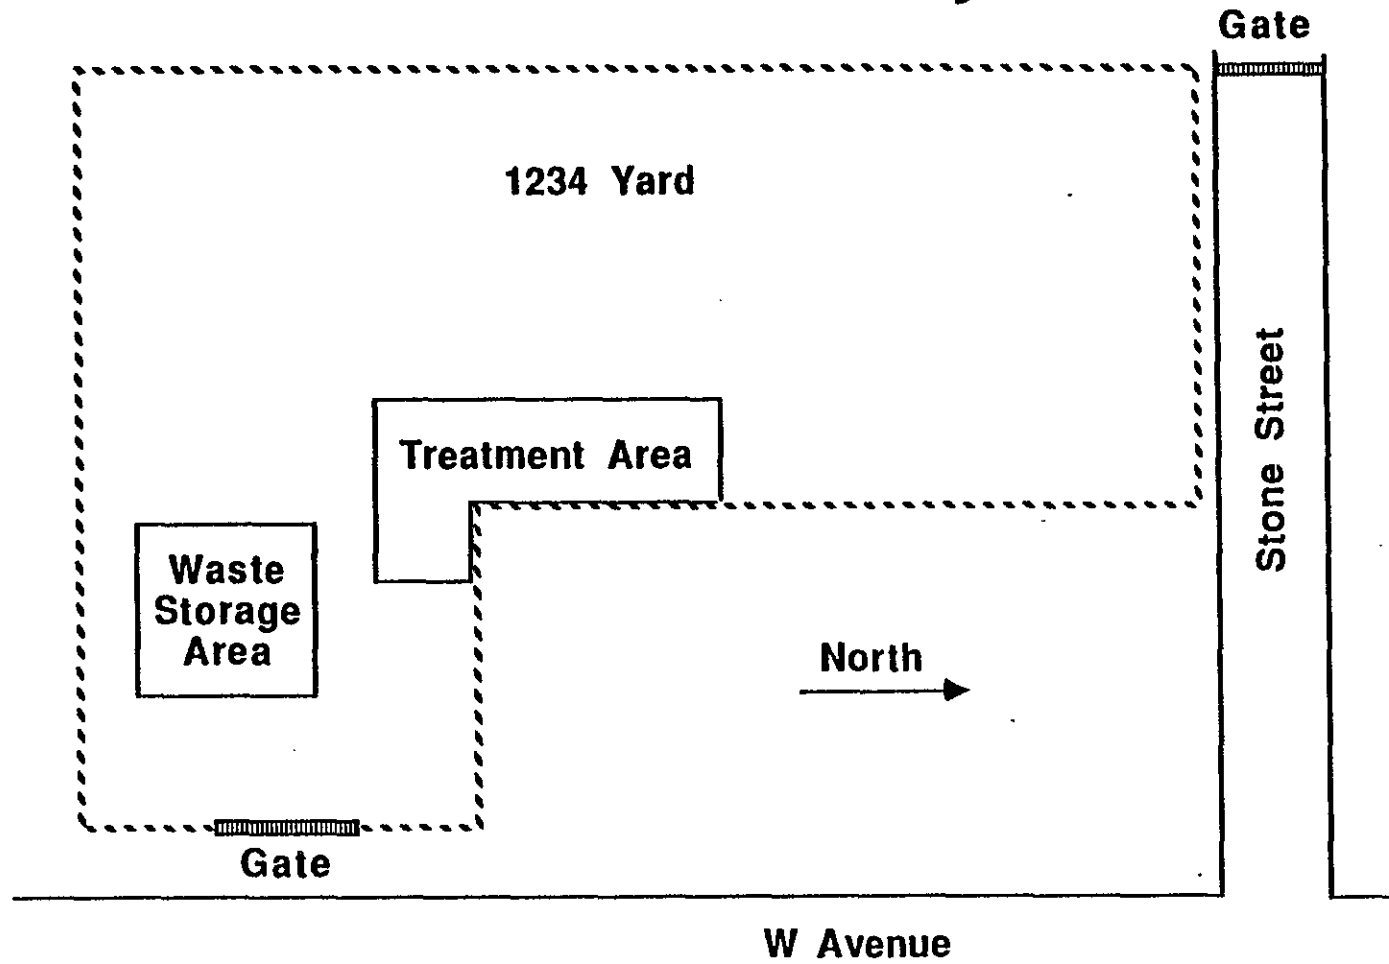 Gate
1234 Yard
Stone Street
Treatment Area
Waste
Storage
Area
North
Gate
W Avenue